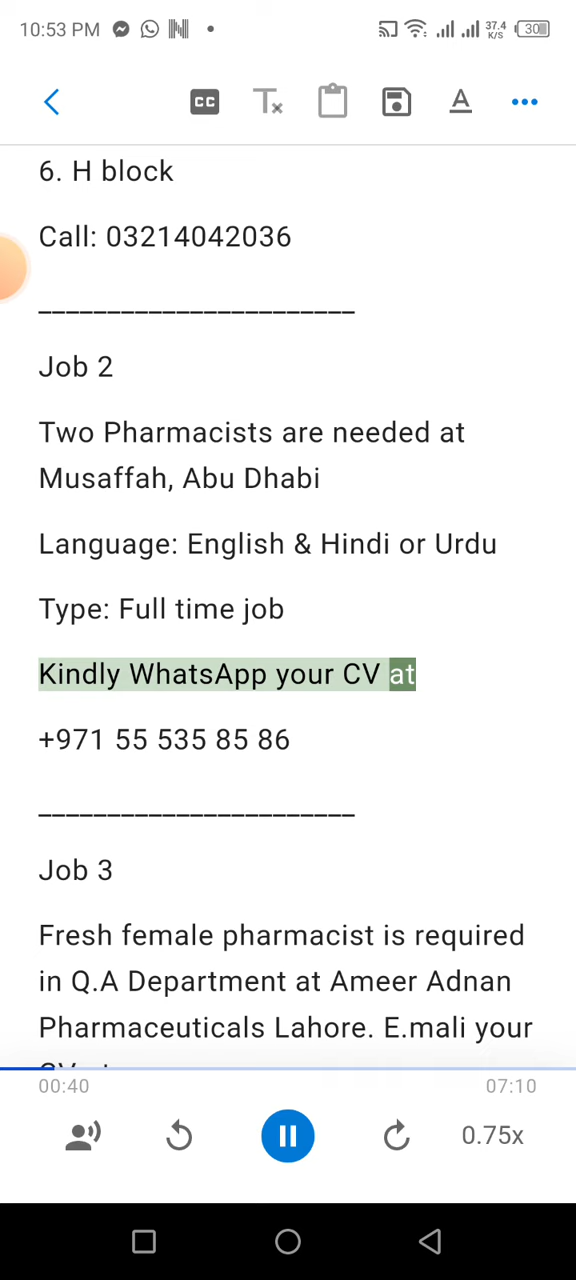 10:53 PM
37.4
K/S
30
CC
6. H block
Call: 03214042036
_______________________
Job 2
Two Pharmacists are needed at
Musaffah, Abu Dhabi
Language: English & Hindi or Urdu
Type: Full time job
Kindly WhatsApp your CV at
+971 55 535 85 86
_______________________
Job 3
Fresh female pharmacist is required
in Q.A Department at Ameer Adnan
Pharmaceuticals Lahore. E.mali your
00:40
07:10
0.75x